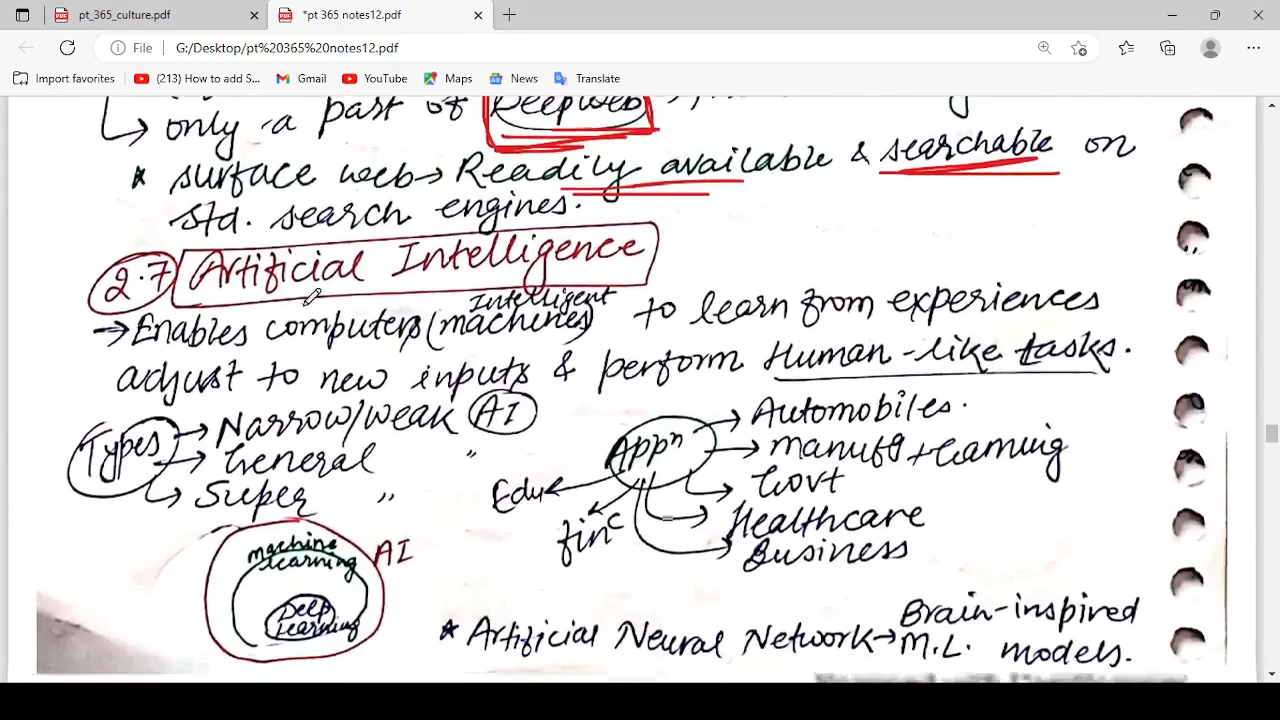 pt_365_culture.pdf
*pt 365 notes12.pdf
File G:/Desktop/pt%20365%20notes12.pdf
Import favorites (213) How to add S... Gmail YouTube Maps News Translate
only a part of Deepweb
* surface web → Readily available & searchable on
std. search engines.
2.7 Artificial Intelligence
Intelligent
→ Enables computers (machines) to learn from experiences
adjust to new inputs & perform Human-like tasks.
Types → Narrow/weak AI
→ General "
→ Super "
Appⁿ → Automobiles.
→ manufg + Learning
→ Govt
→ Healthcare
→ Business
Edu
finᶜ
machine
Learning
AI
Deep
Learning
* Artificial Neural Network → Brain-inspired
M.L. models.